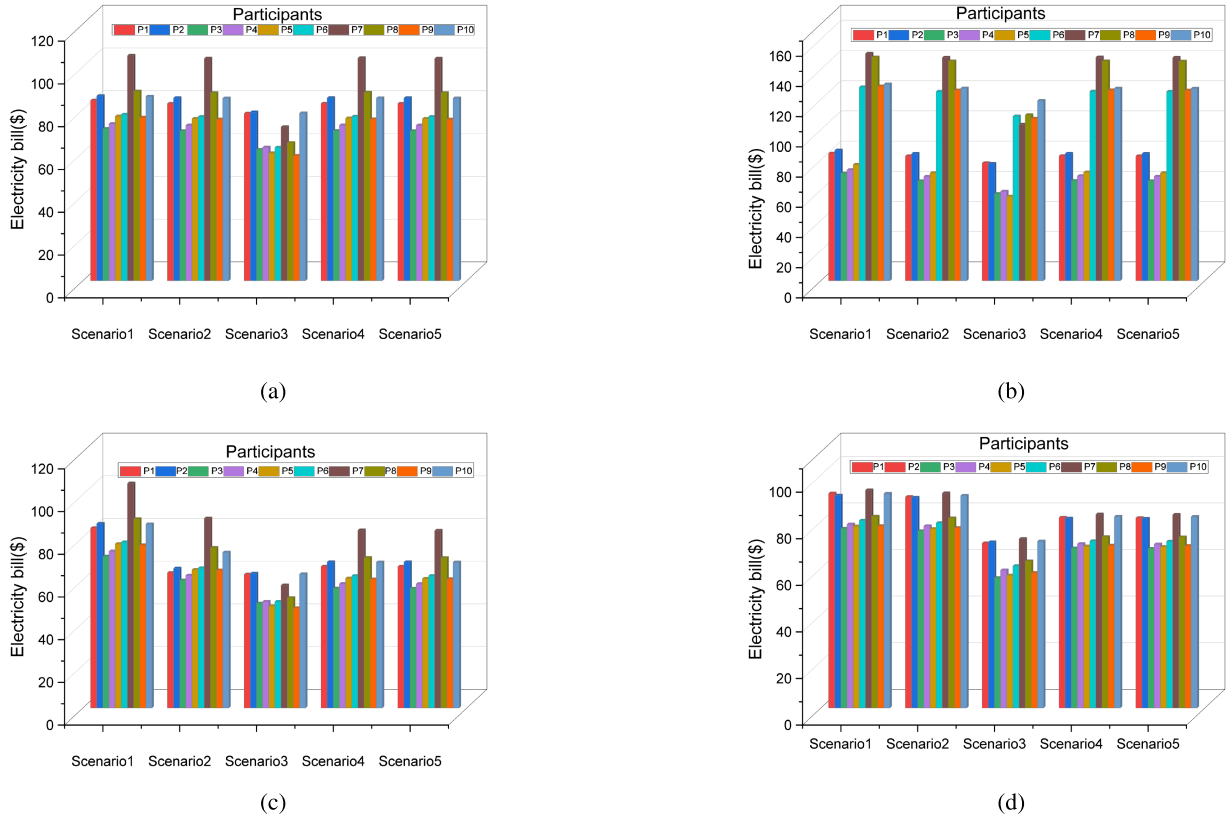 Participants
P1 P2 P3 P4 P5 P6 P7 P8 P9 P10
120
100
80
60
40
20
0
Electricity bill($)
Scenario1 Scenario2 Scenario3 Scenario4 Scenario5
(a)
Participants
P1 P2 P3 P4 P5 P6 P7 P8 P9 P10
160
140
120
100
80
60
40
20
0
Electricity bill($)
Scenario1 Scenario2 Scenario3 Scenario4 Scenario5
(b)
Participants
P1 P2 P3 P4 P5 P6 P7 P8 P9 P10
120
100
80
60
40
20
0
Electricity bill($)
Scenario1 Scenario2 Scenario3 Scenario4 Scenario5
(c)
Participants
P1 P2 P3 P4 P5 P6 P7 P8 P9 P10
100
80
60
40
20
0
Electricity bill($)
Scenario1 Scenario2 Scenario3 Scenario4 Scenario5
(d)